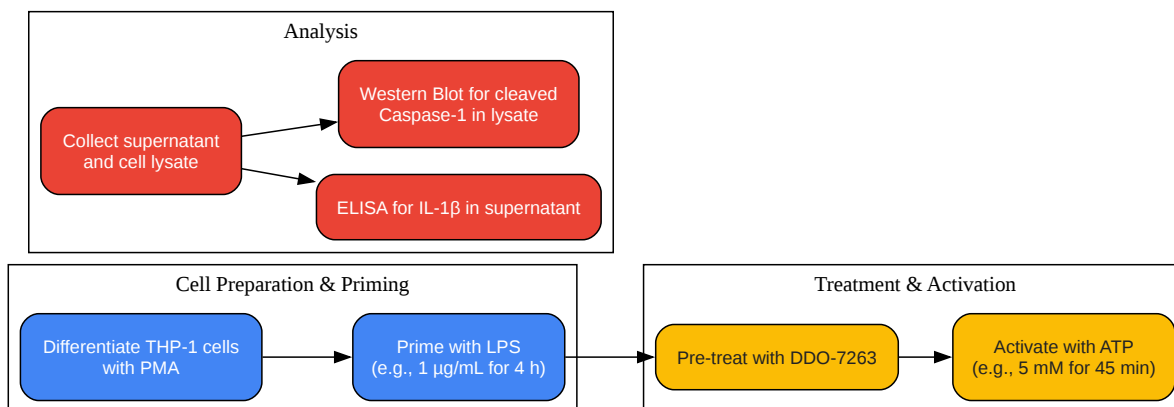 Analysis
Collect supernatant
and cell lysate
Western Blot for cleaved
Caspase-1 in lysate
ELISA for IL-1β in supernatant
Cell Preparation & Priming
Differentiate THP-1 cells
with PMA
Prime with LPS
(e.g., 1 µg/mL for 4 h)
Treatment & Activation
Pre-treat with DDO-7263
Activate with ATP
(e.g., 5 mM for 45 min)